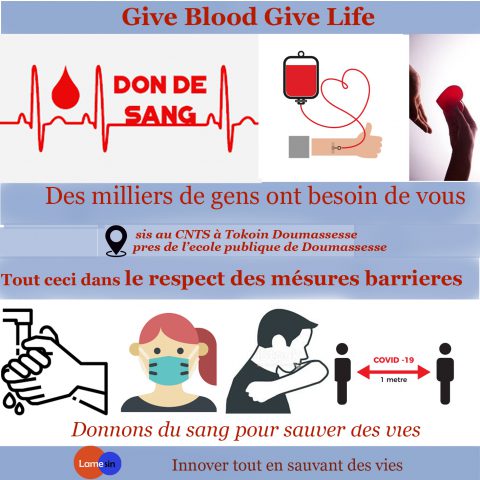 Give Blood Give Life
DON DE
SANG
Des milliers de gens ont besoin de vous
sis au CNTS à Tokoin Doumassesse
pres de l'ecole publique de Doumassesse
Tout ceci dans le respect des mésures barrieres
COVID -19
1 metre
Donnons du sang pour sauver des vies
Lamesin
Innover tout en sauvant des vies